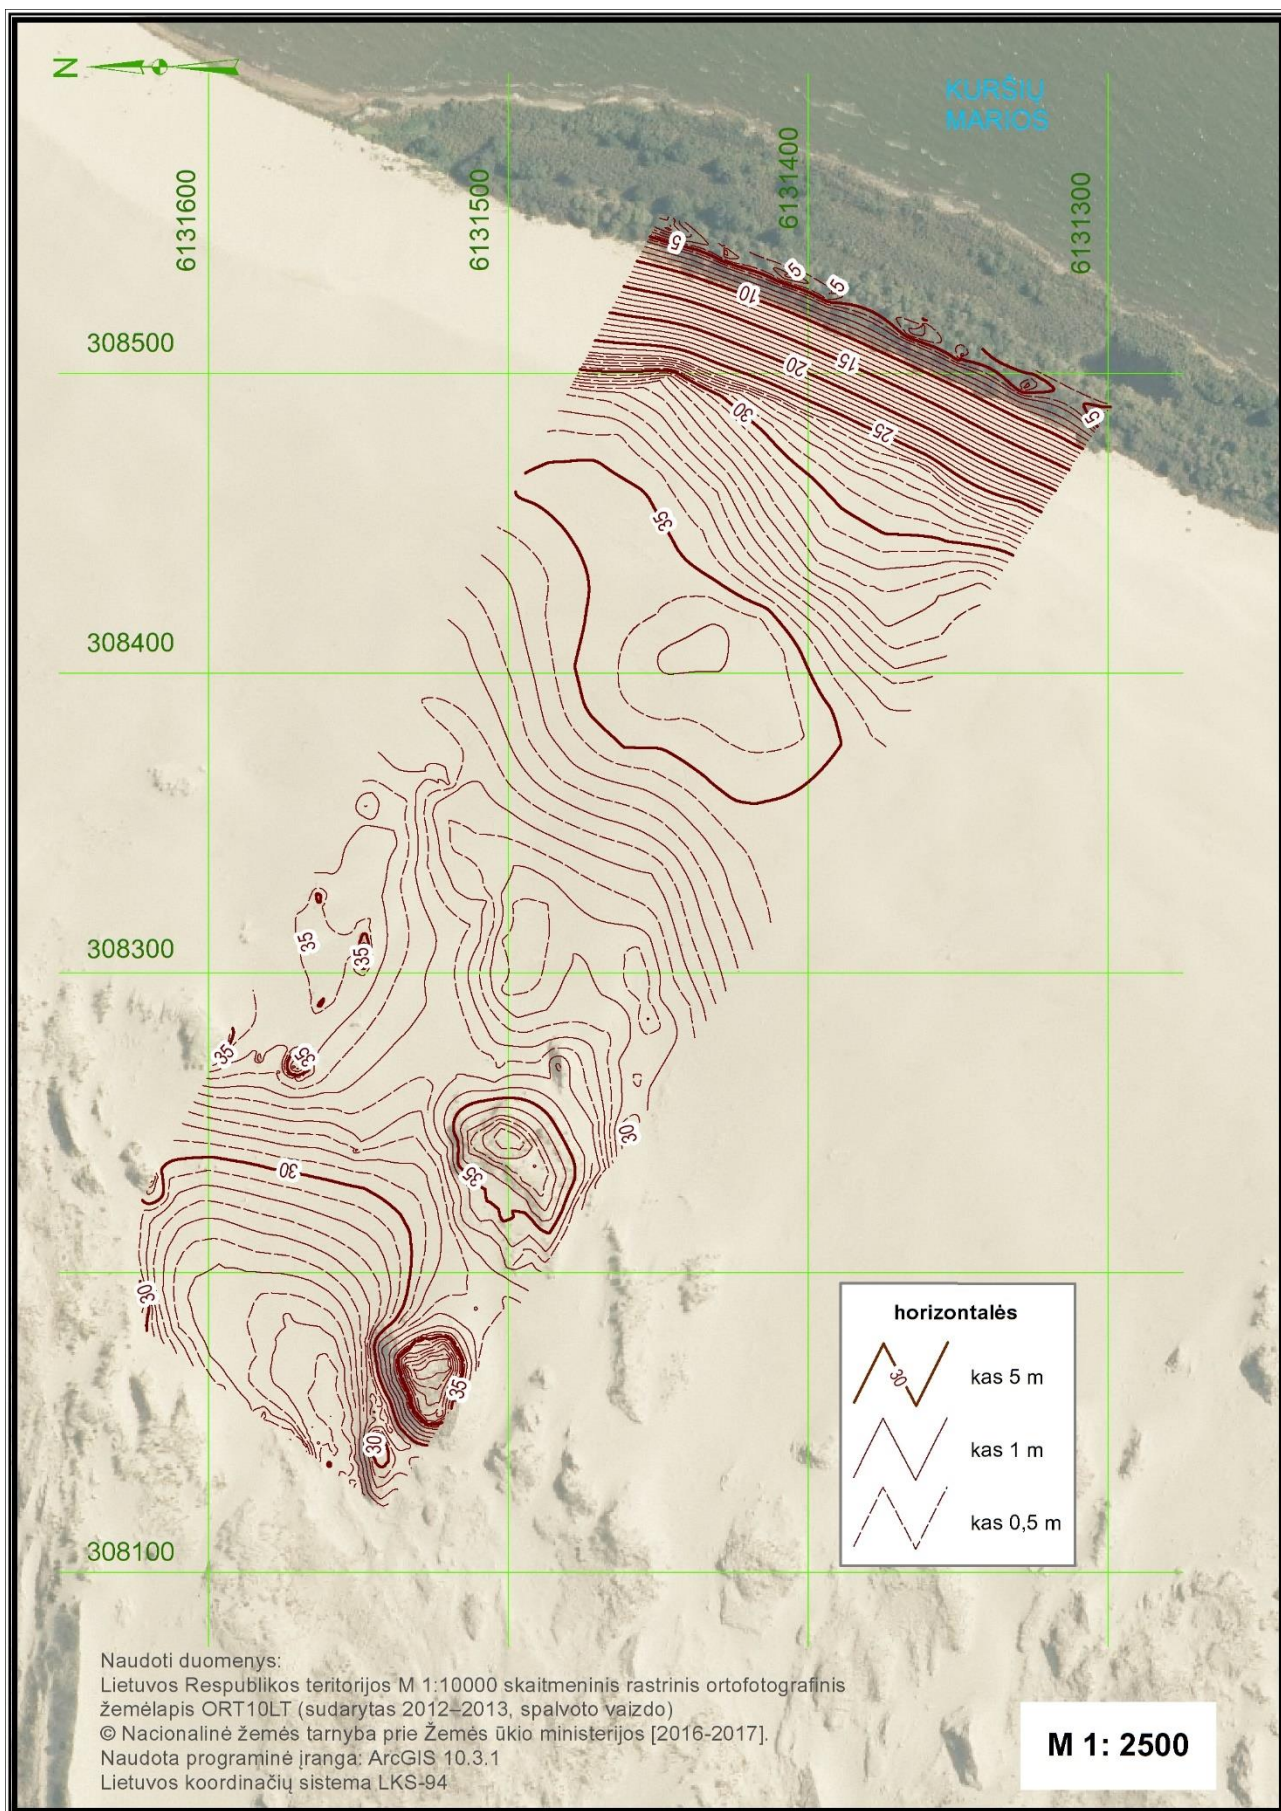 N
KURŠIŲ
MARIOS
6131600
6131500
6131400
6131300
5
5
5
10
308500
15
20
30
25
5
35
308400
308300
35
35
35
35
30
30
35
30
35
30
308100
horizontalės
30
kas 5 m
kas 1 m
kas 0,5 m
Naudoti duomenys:
Lietuvos Respublikos teritorijos M 1:10000 skaitmeninis rastrinis ortofotografinis
žemėlapis ORT10LT (sudarytas 2012–2013, spalvoto vaizdo)
© Nacionalinė žemės tarnyba prie Žemės ūkio ministerijos [2016-2017].
Naudota programinė įranga: ArcGIS 10.3.1
Lietuvos koordinačių sistema LKS-94
M 1: 2500